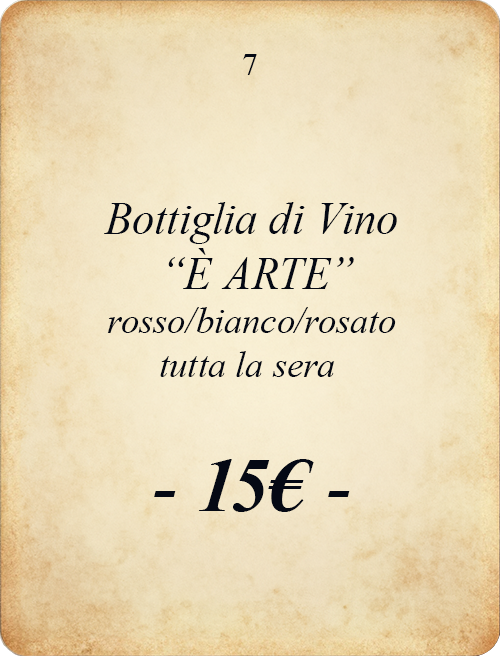 7
Bottiglia di Vino
“È ARTE”
rosso/bianco/rosato
tutta la sera
- 15€ -